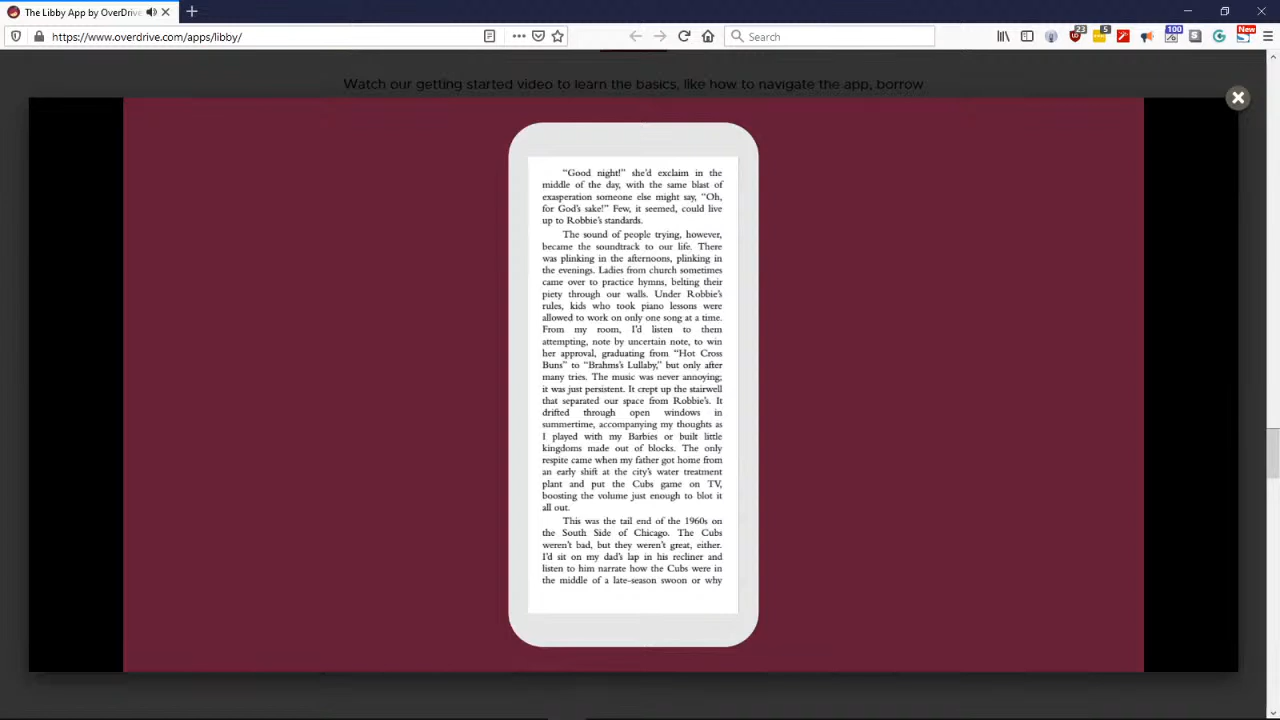 The Libby App by OverDrive
https://www.overdrive.com/apps/libby/
Search
23
5
100
New
Watch our getting started video to learn the basics, like how to navigate the app, borrow
“Good night!” she’d exclaim in the
middle of the day, with the same blast of
exasperation someone else might say, “Oh,
for God’s sake!” Few, it seemed, could live
up to Robbie’s standards.
The sound of people trying, however,
became the soundtrack to our life. There
was plinking in the afternoons, plinking in
the evenings. Ladies from church sometimes
came over to practice hymns, belting their
piety through our walls. Under Robbie’s
rules, kids who took piano lessons were
allowed to work on only one song at a time.
From my room, I’d listen to them
attempting, note by uncertain note, to win
her approval, graduating from “Hot Cross
Buns” to “Brahms’s Lullaby,” but only after
many tries. The music was never annoying;
it was just persistent. It crept up the stairwell
that separated our space from Robbie’s. It
drifted through open windows in
summertime, accompanying my thoughts as
I played with my Barbies or built little
kingdoms made out of blocks. The only
respite came when my father got home from
an early shift at the city’s water treatment
plant and put the Cubs game on TV,
boosting the volume just enough to blot it
all out.
This was the tail end of the 1960s on
the South Side of Chicago. The Cubs
weren’t bad, but they weren’t great, either.
I’d sit on my dad’s lap in his recliner and
listen to him narrate how the Cubs were in
the middle of a late-season swoon or why